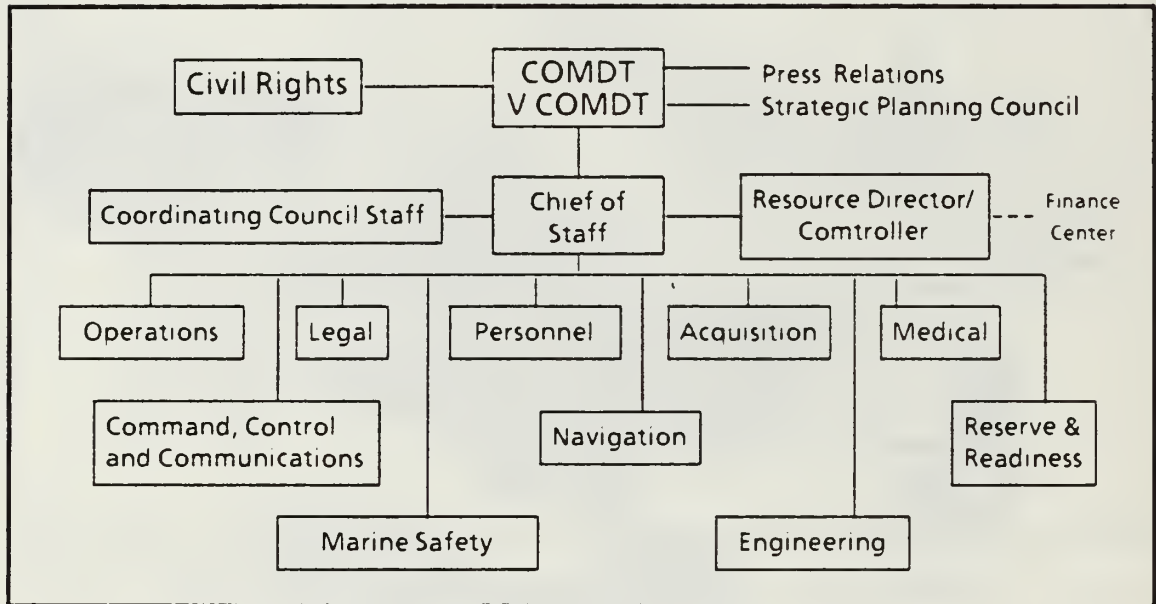 Civil Rights
COMDT
V COMDT
Press Relations
Strategic Planning Council
Coordinating Council Staff
Chief of
Staff
Resource Director/
Comtroller
Finance
Center
Operations
Legal
Personnel
Acquisition
Medical
Command, Control
and Communications
Navigation
Reserve &
Readiness
Marine Safety
Engineering